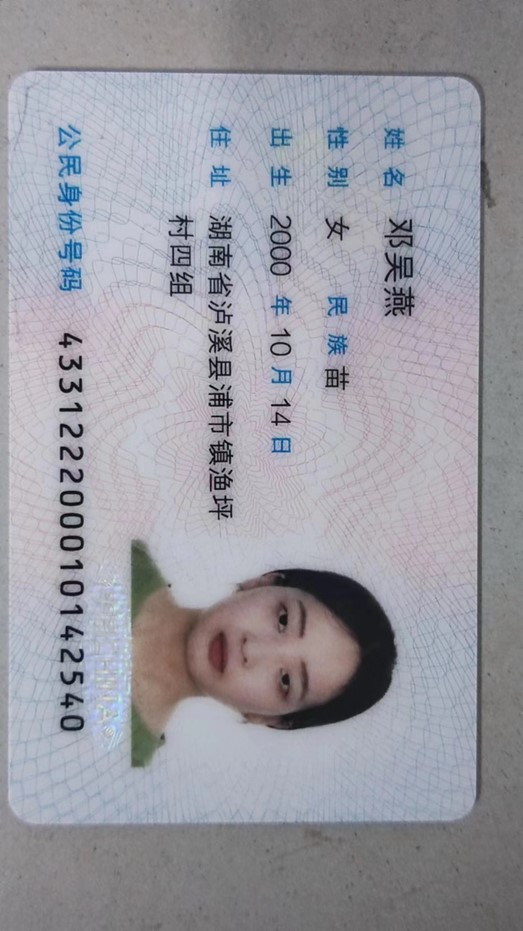 姓名 邓吴燕
性别 女 民族 苗
出生 2000 年 10 月 14 日
住址 湖南省泸溪县浦市镇渔坪
村四组
公民身份号码 433122200010142540